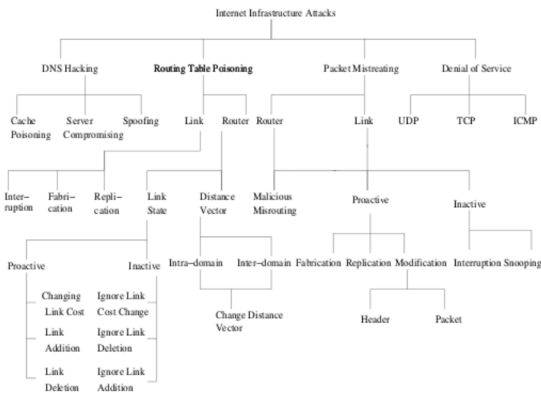 Internet Infrastructure Attacks
DNS Hacking
Routing Table Poisoning
Packet Mistreating
Denial of Service
Cache
Poisoning
Server
Compromising
Spoofing
Link
Router
Router
Link
UDP
TCP
ICMP
Inter-
ruption
Fabri-
cation
Repli-
cation
Link
State
Distance
Vector
Malicious
Misrouting
Proactive
Inactive
Proactive
Inactive
Intra-domain
Inter-domain
Fabrication
Replication
Modification
Interruption
Snooping
Changing
Link Cost
Ignore Link
Cost Change
Link
Addition
Ignore Link
Deletion
Link
Deletion
Ignore Link
Addition
Change Distance
Vector
Header
Packet